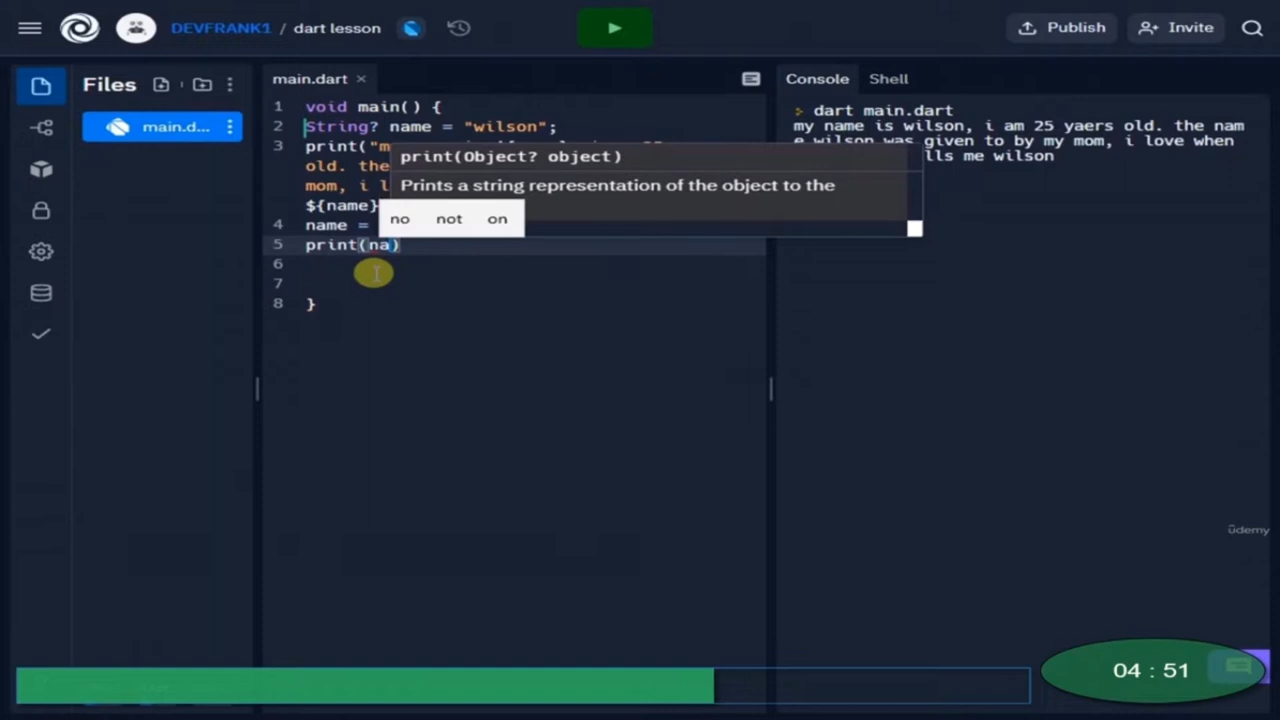 DEVFRANK1 / dart lesson
Publish
Invite
Files
main.dart ×
Console
Shell
main.d...
1 void main() {
2 String? name = "wilson";
3 print("m
old. the
mom, i l
${name}
4 name =
5 print(na)
6
7
8 }
print(Object? object)
Prints a string representation of the object to the
no not on
dart main.dart
my name is wilson, i am 25 yaers old. the nam
e wilson was given to by my mom, i love when
lls me wilson
ûdemy
04 : 51